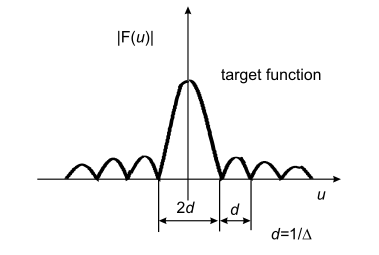 |F(u)|
target function
u
2d
d
d=1/Δ